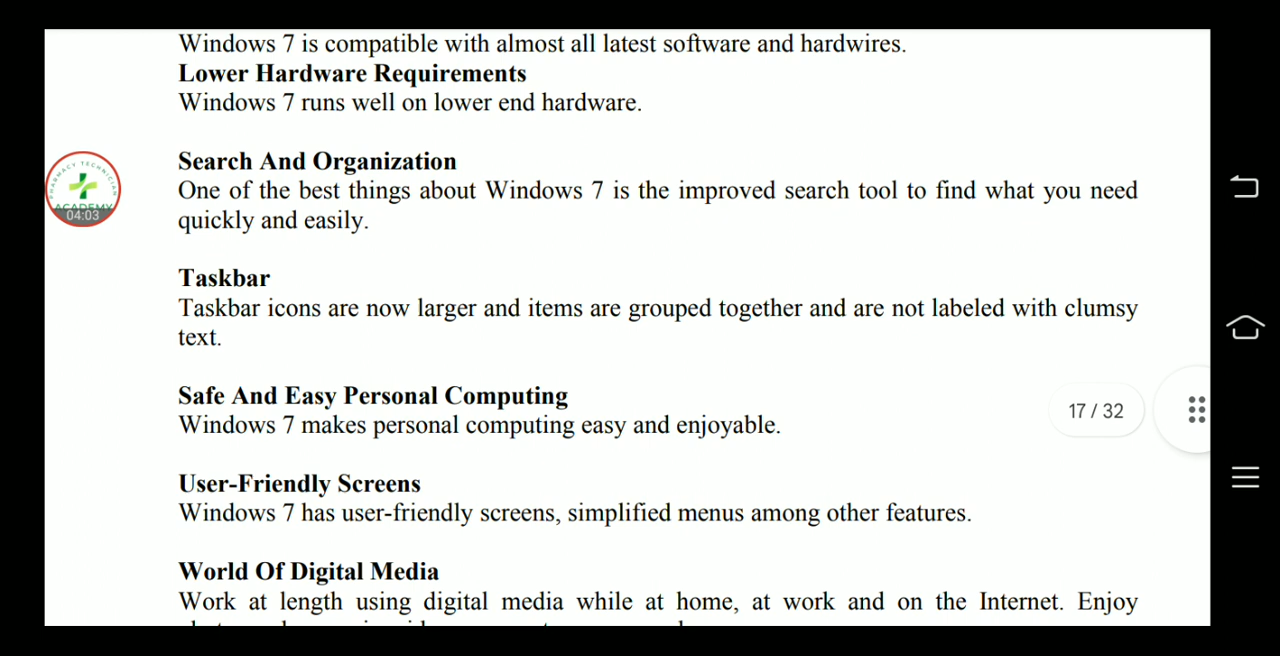 Windows 7 is compatible with almost all latest software and hardwires.
Lower Hardware Requirements
Windows 7 runs well on lower end hardware.
Search And Organization
One of the best things about Windows 7 is the improved search tool to find what you need
quickly and easily.
Taskbar
Taskbar icons are now larger and items are grouped together and are not labeled with clumsy
text.
Safe And Easy Personal Computing
Windows 7 makes personal computing easy and enjoyable.
User-Friendly Screens
Windows 7 has user-friendly screens, simplified menus among other features.
World Of Digital Media
Work at length using digital media while at home, at work and on the Internet. Enjoy
PHARMACY TECHNICIAN
ACADEMY
04:03
17 / 32